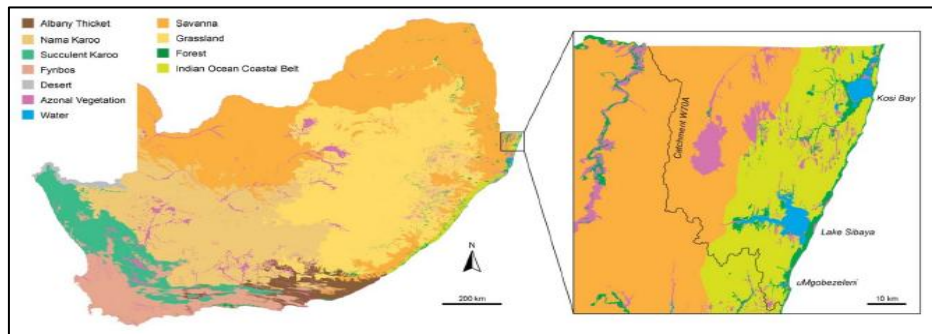 Albany Thicket
Nama Karoo
Succulent Karoo
Fynbos
Desert
Azonal Vegetation
Water
Savanna
Grassland
Forest
Indian Ocean Coastal Belt
N
200 km
Catchment W70A
Kosi Bay
Lake Sibaya
uMgobezeleni
10 km